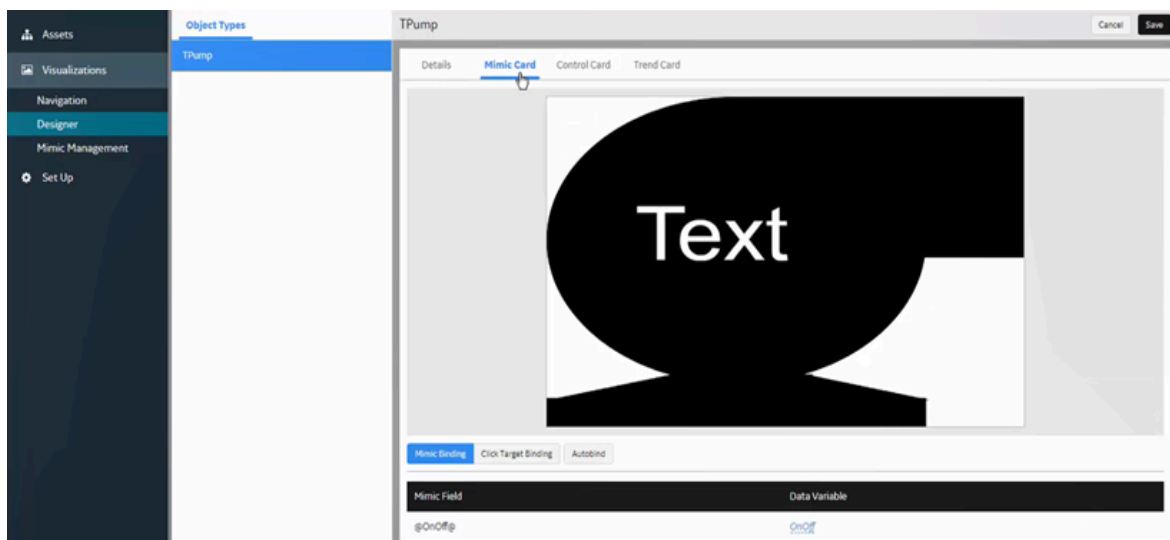 Assets
Visualizations
Navigation
Designer
Mimic Management
Set Up
Object Types
TPump
TPump
Cancel Save
Details Mimic Card Control Card Trend Card
Text
Mimic Binding Click Target Binding Autobind
Mimic Field Data Variable
@OnOff@ OnOff